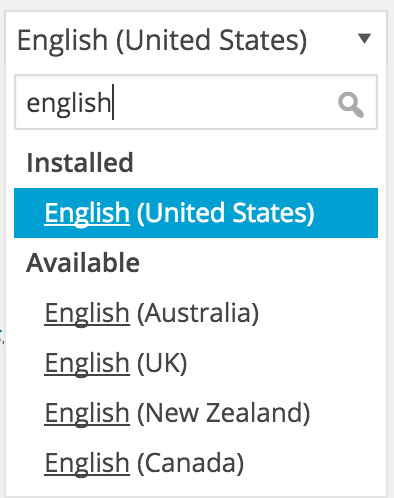 English (United States)
english
Installed
English (United States)
Available
English (Australia)
English (UK)
English (New Zealand)
English (Canada)